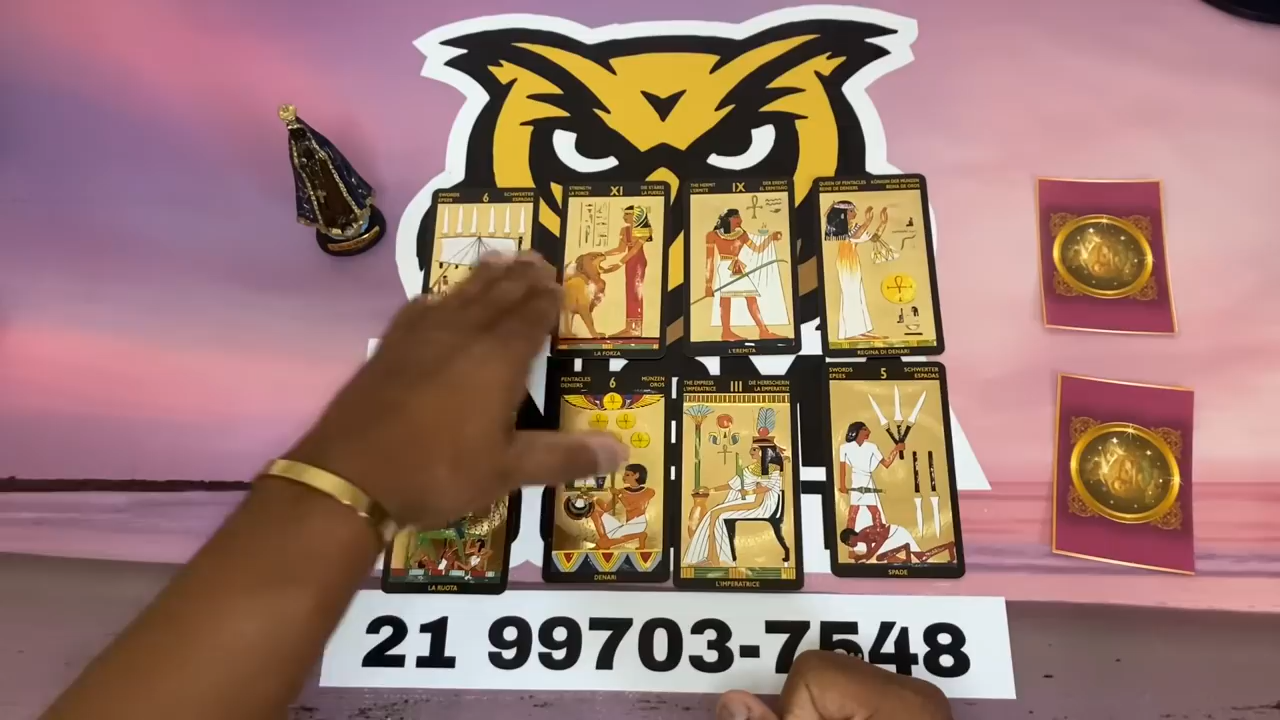 SWORDS
EPEES
6
SCHWERTER
ESPADAS
STRENGTH
LA FORCE
XI
DIE STÄRKE
LA FUERZA
LA FORZA
THE HERMIT
L'ERMITE
IX
DER EREMIT
EL ERMITAÑO
L'EREMITA
QUEEN OF PENTACLES
REINE DE DENIERS
KÖNIGIN DER MÜNZEN
REINA DE OROS
REGINA DI DENARI
LA RUOTA
PENTACLES
DENIERS
6
MÜNZEN
OROS
DENARI
THE EMPRESS
L'IMPERATRICE
III
DIE HERRSCHERIN
LA EMPERATRIZ
L'IMPERATRICE
SWORDS
EPEES
5
SCHWERTER
ESPADAS
SPADE
21 99703-7548